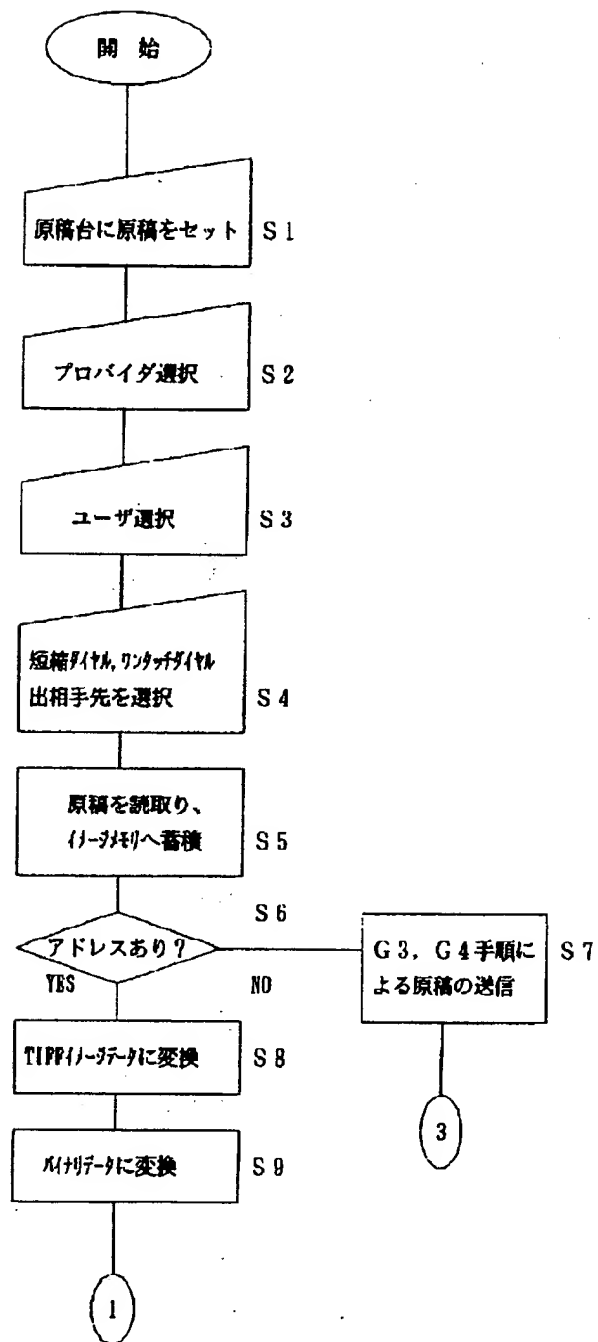 開 始
原稿台に原稿をセット S1
プロバイダ選択 S2
ユーザ選択 S3
短縮ダイヤル,ワンタッチダイヤル
出相手先を選択 S4
原稿を読取り、
イメージメモリへ蓄積 S5
S6
アドレスあり?
YES NO
G3, G4手順に S7
よる原稿の送信
TIFFイメージデータに変換 S8
3
バイナリデータに変換 S9
1